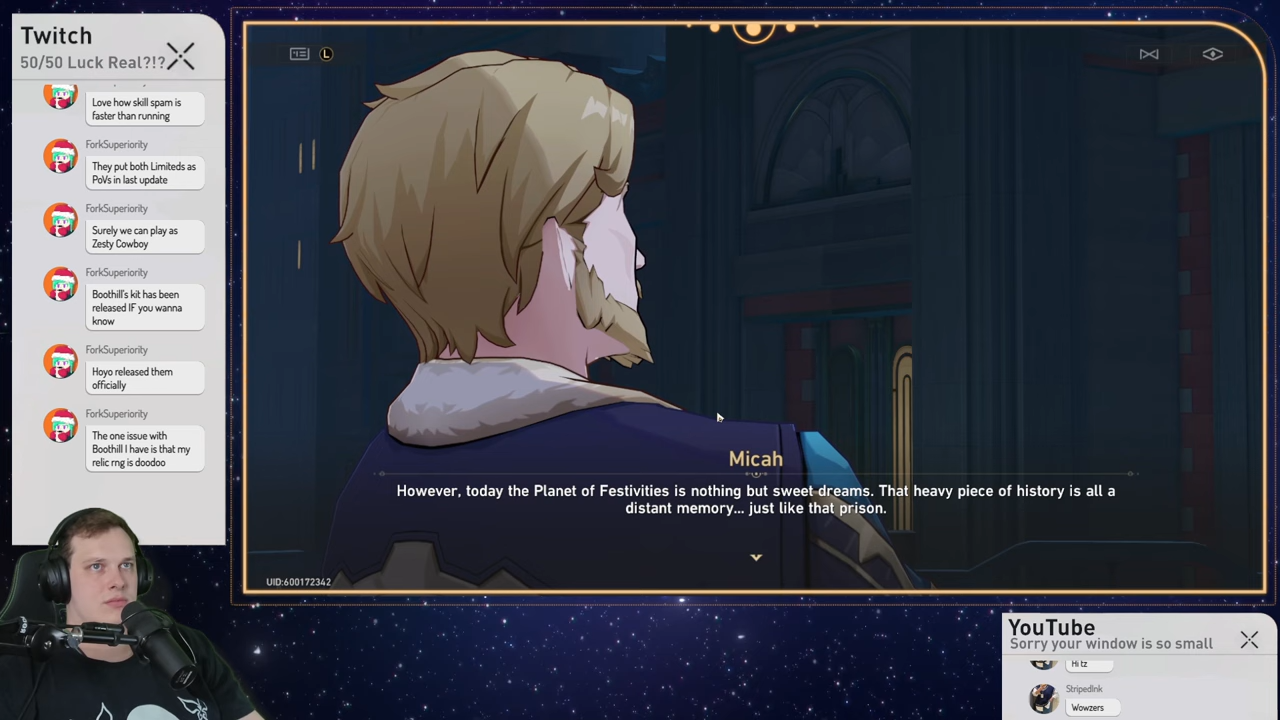 Twitch
50/50 Luck Real?!?
Love how skill spam is
faster than running
ForkSuperiority
They put both Limiteds as
PoVs in last update
ForkSuperiority
Surely we can play as
Zesty Cowboy
ForkSuperiority
Boothill's kit has been
released IF you wanna
know
ForkSuperiority
Hoyo released them
officially
ForkSuperiority
The one issue with
Boothill I have is that my
relic rng is doodoo
L
Micah
However, today the Planet of Festivities is nothing but sweet dreams. That heavy piece of history is all a
distant memory... just like that prison.
UID:600172342
YouTube
Sorry your window is so small
Hi tz
StripedInk
Wowzers